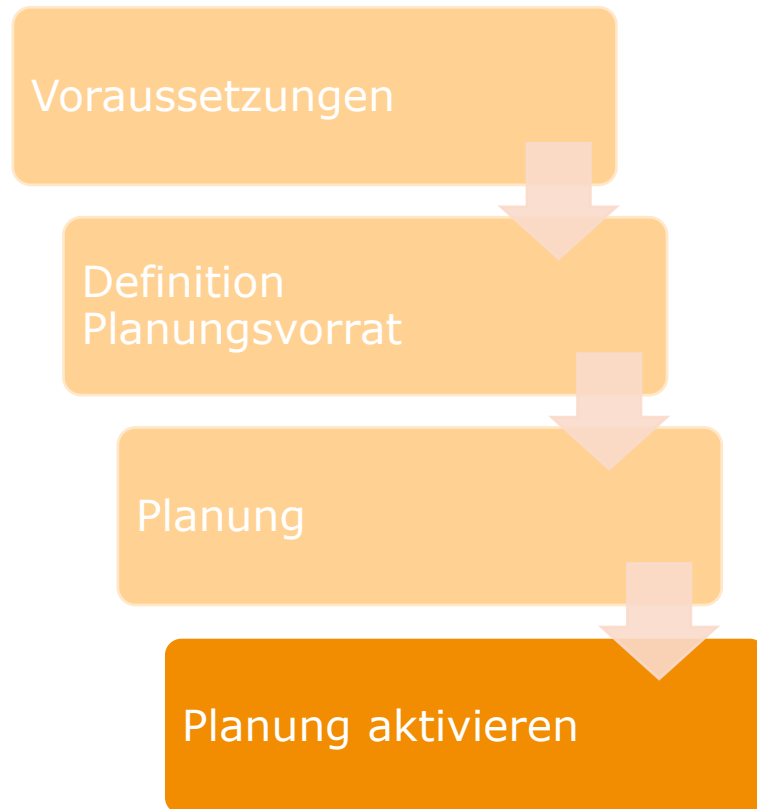 Voraussetzungen
Definition
Planungsvorrat
Planung
Planung aktivieren